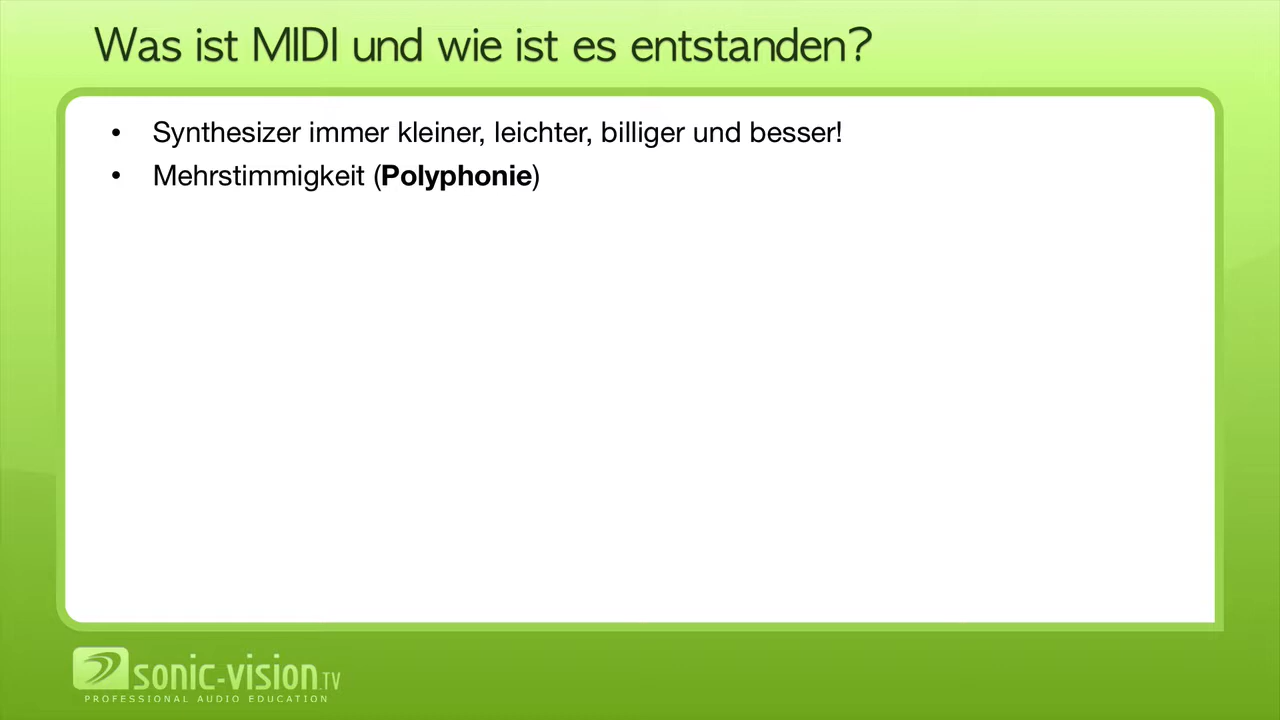 Was ist MIDI und wie ist es entstanden?
• Synthesizer immer kleiner, leichter, billiger und besser!
• Mehrstimmigkeit (Polyphonie)
sonic-vision.TV
PROFESSIONAL AUDIO EDUCATION